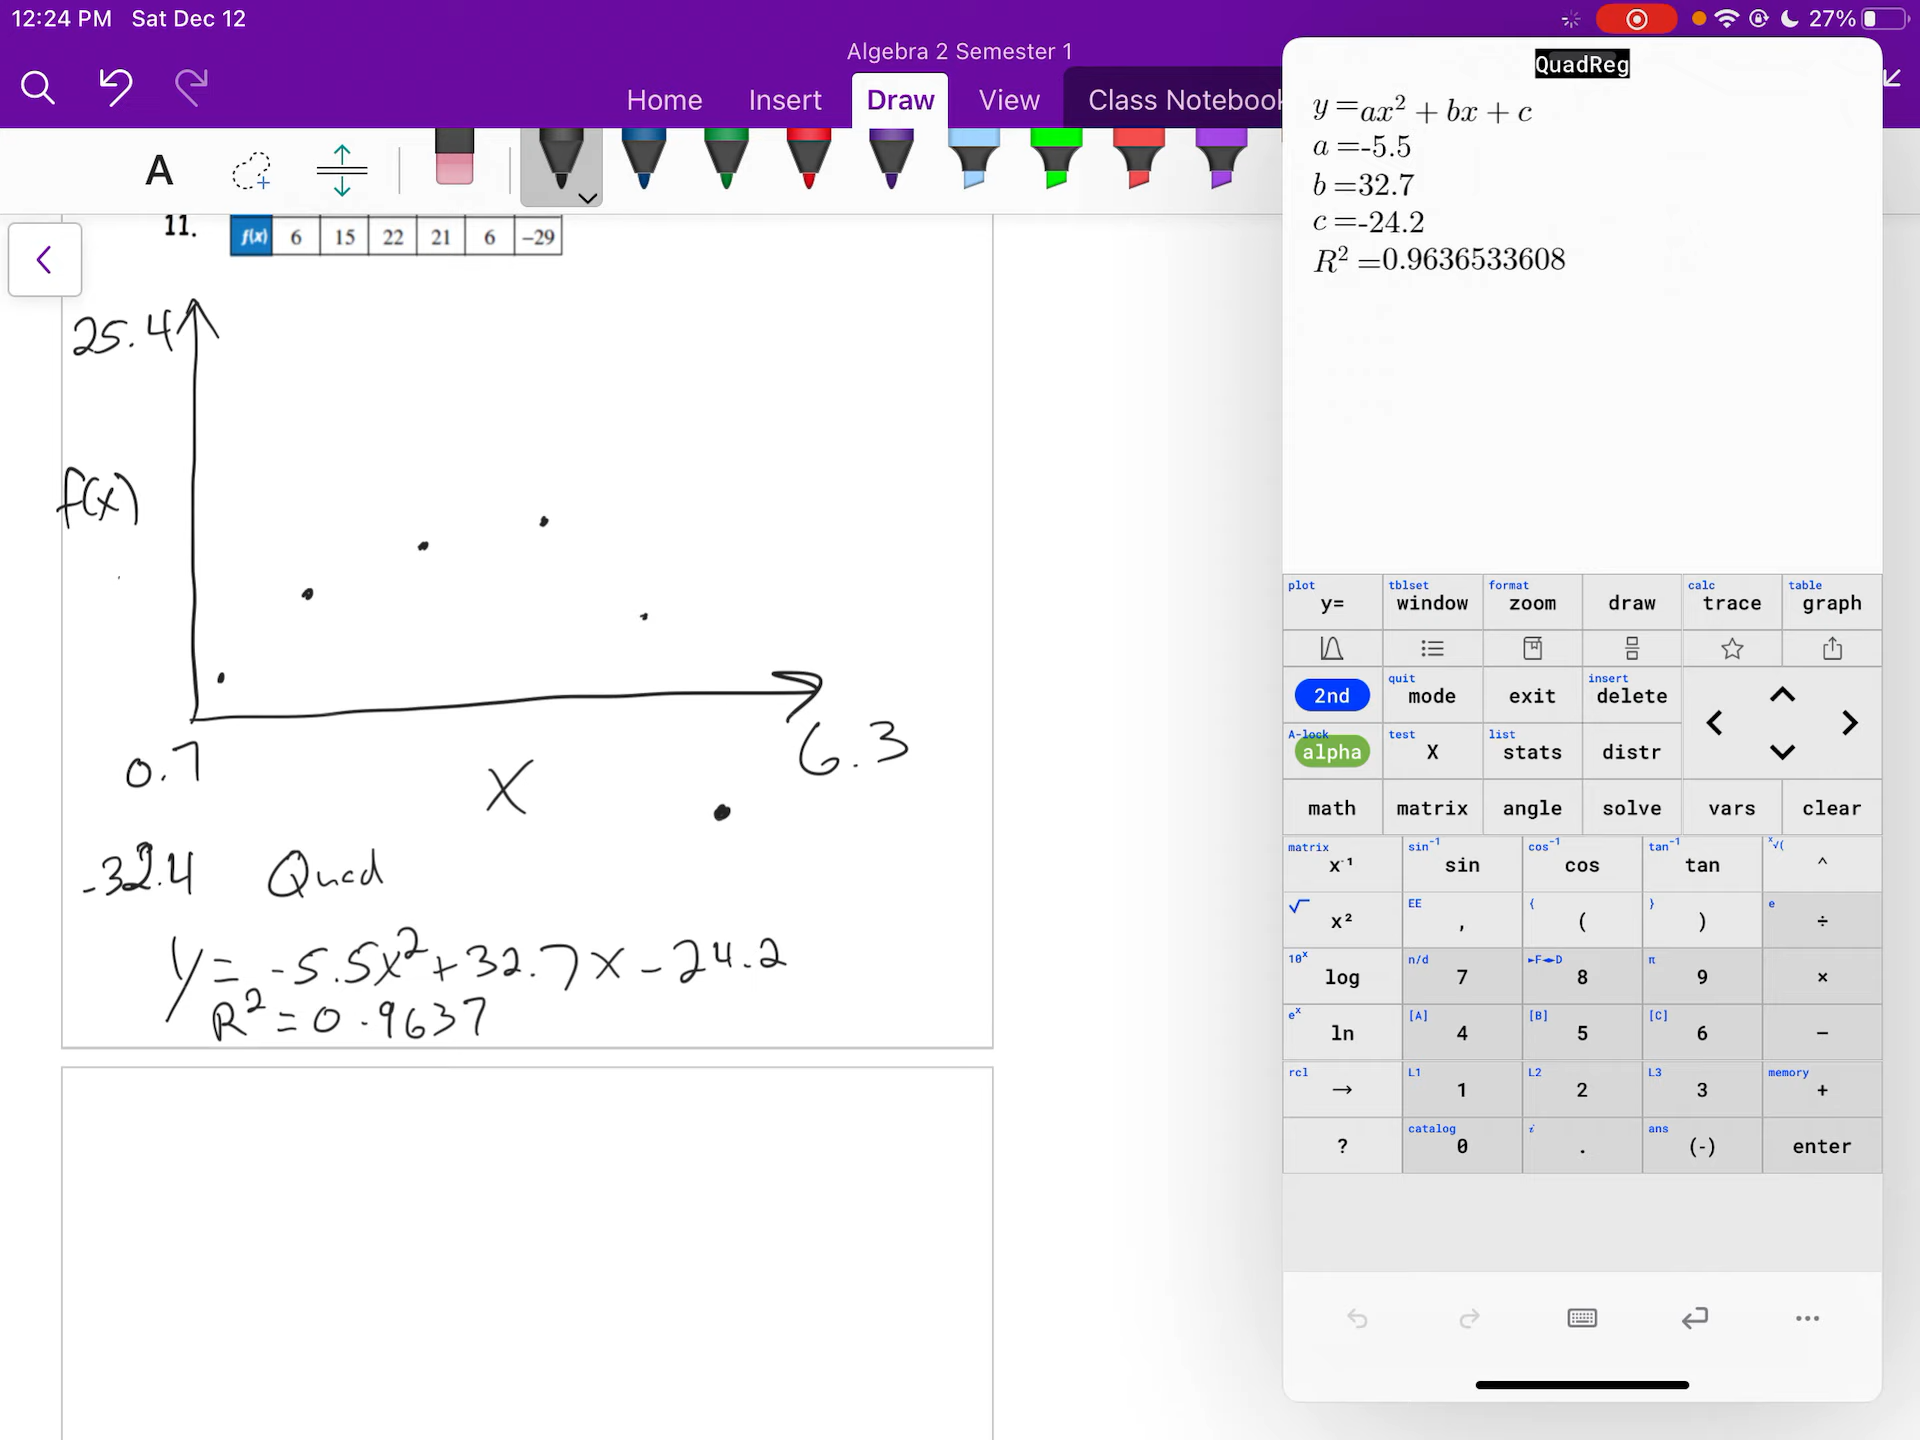 12:24 PM Sat Dec 12
27%
Algebra 2 Semester 1
Home Insert Draw View Class Notebook
A
11. f(x) 6 15 22 21 6 −29
25.4
f(x)
0.7
6.3
X
-32.4 Quad
y = -5.5x² + 32.7x - 24.2
R² = 0.9637
QuadReg
y = ax² + bx + c
a = -5.5
b = 32.7
c = -24.2
R² = 0.9636533608
plot tblset format calc table
y= window zoom draw trace graph
quit insert
2nd mode exit delete
A-lock test list
alpha X stats distr
math matrix angle solve vars clear
matrix sin⁻¹ cos⁻¹ tan⁻¹ ˣ√(
x⁻¹ sin cos tan ^
√ EE { } e
x² , ( ) ÷
10ˣ n/d ►F◄►D π
log 7 8 9 ×
eˣ [A] [B] [C]
ln 4 5 6 −
rcl L1 L2 L3 memory
→ 1 2 3 +
catalog i ans
? 0 . (-) enter